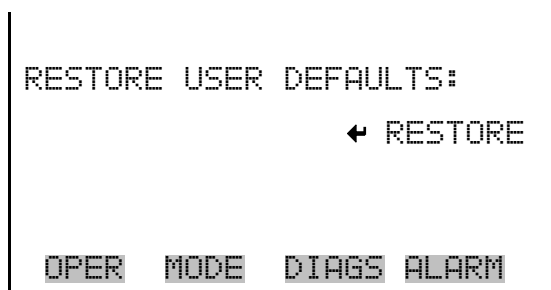 RESTORE USER DEFAULTS:
↵ RESTORE
OPER MODE DIAGS ALARM